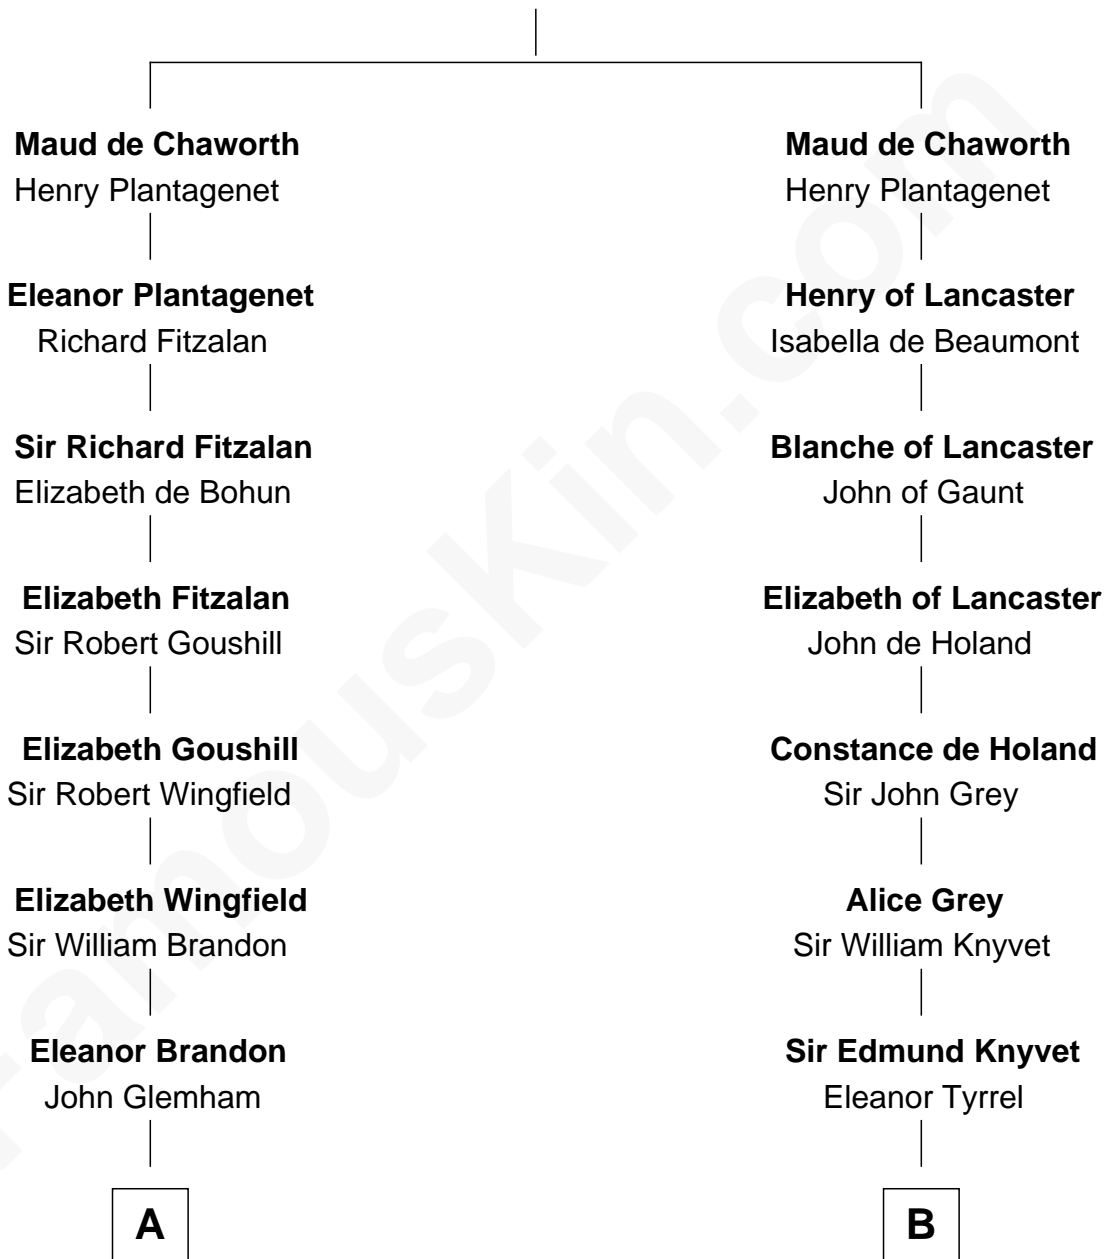 Maud de Chaworth
Henry Plantagenet
Eleanor Plantagenet
Richard Fitzalan
Sir Richard Fitzalan
Elizabeth de Bohun
Elizabeth Fitzalan
Sir Robert Goushill
Elizabeth Goushill
Sir Robert Wingfield
Elizabeth Wingfield
Sir William Brandon
Eleanor Brandon
John Glemham
A
Maud de Chaworth
Henry Plantagenet
Henry of Lancaster
Isabella de Beaumont
Blanche of Lancaster
John of Gaunt
Elizabeth of Lancaster
John de Holand
Constance de Holand
Sir John Grey
Alice Grey
Sir William Knyvet
Sir Edmund Knyvet
Eleanor Tyrrel
B
FamousKin.com